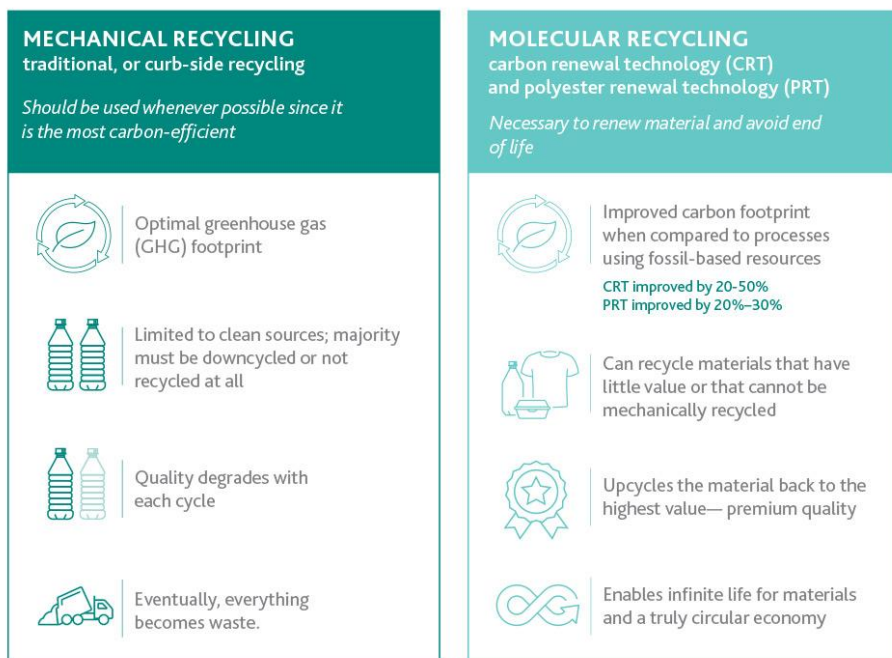 MECHANICAL RECYCLING
traditional, or curb-side recycling
Should be used whenever possible since it
is the most carbon-efficient
Optimal greenhouse gas
(GHG) footprint
Limited to clean sources; majority
must be downcycled or not
recycled at all
Quality degrades with
each cycle
Eventually, everything
becomes waste.
MOLECULAR RECYCLING
carbon renewal technology (CRT)
and polyester renewal technology (PRT)
Necessary to renew material and avoid end
of life
Improved carbon footprint
when compared to processes
using fossil-based resources
CRT improved by 20-50%
PRT improved by 20%–30%
Can recycle materials that have
little value or that cannot be
mechanically recycled
Upcycles the material back to the
highest value— premium quality
Enables infinite life for materials
and a truly circular economy